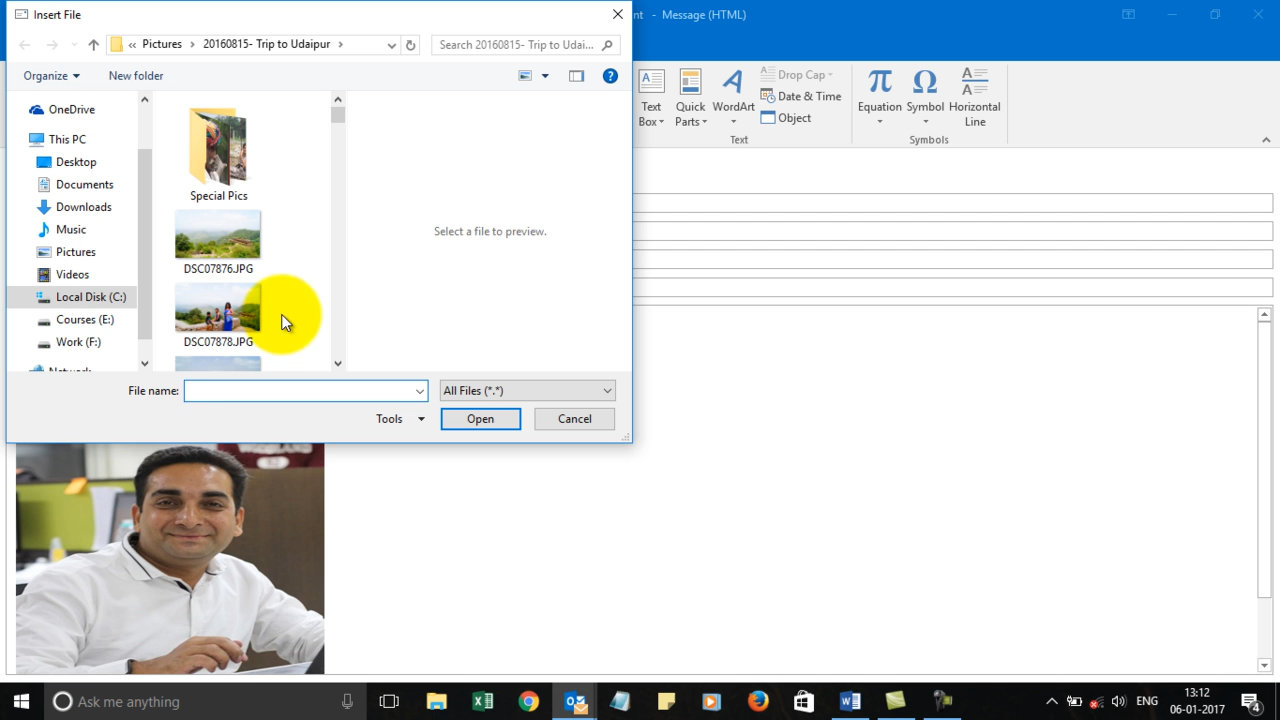 Insert File
nt - Message (HTML)
« Pictures > 20160815- Trip to Udaipur >
Search 20160815- Trip to Udai...
Organize
New folder
OneDrive
This PC
Desktop
Documents
Downloads
Music
Pictures
Videos
Local Disk (C:)
Courses (E:)
Work (F:)
Network
Special Pics
DSC07876.JPG
DSC07878.JPG
Select a file to preview.
File name:
All Files (*.*)
Tools
Open
Cancel
Text Box
Quick Parts
WordArt
Drop Cap
Date & Time
Object
Text
Equation
Symbol
Horizontal Line
Symbols
Ask me anything
ENG
13:12
06-01-2017
4